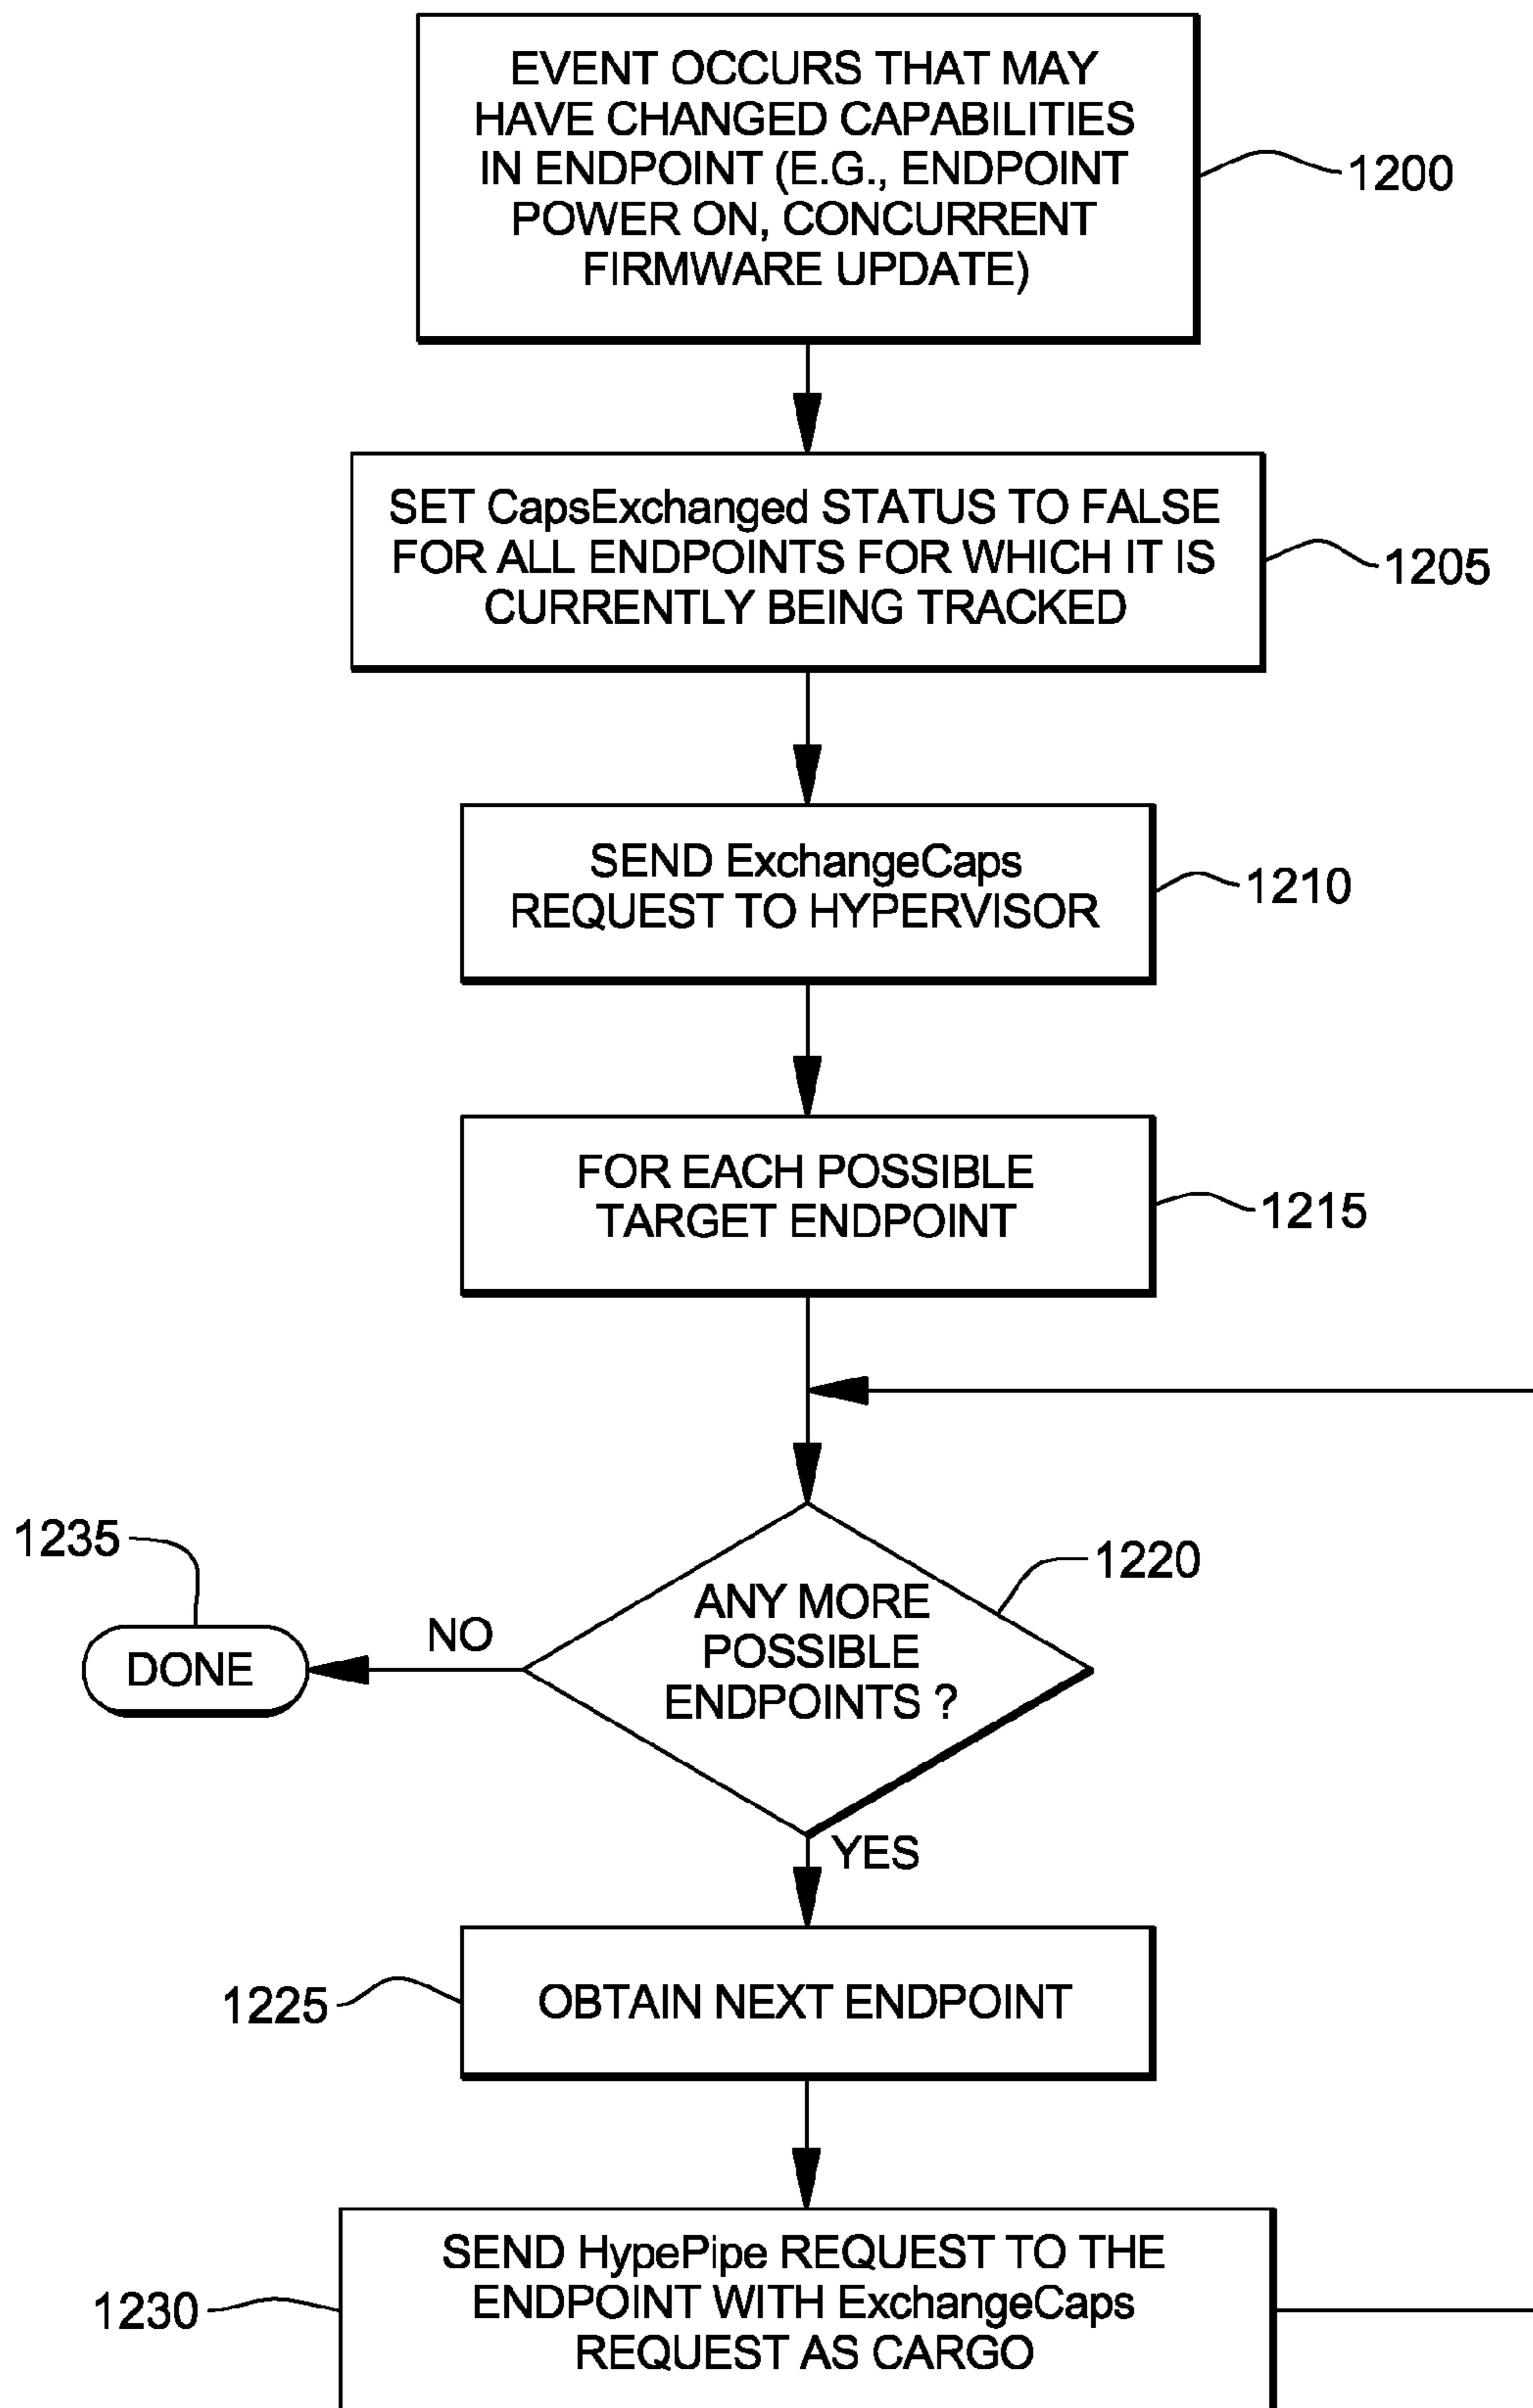 EVENT OCCURS THAT MAY
HAVE CHANGED CAPABILITIES
IN ENDPOINT (E.G., ENDPOINT
POWER ON, CONCURRENT
FIRMWARE UPDATE)
1200
SET CapsExchanged STATUS TO FALSE
FOR ALL ENDPOINTS FOR WHICH IT IS
CURRENTLY BEING TRACKED
1205
SEND ExchangeCaps
REQUEST TO HYPERVISOR
1210
FOR EACH POSSIBLE
TARGET ENDPOINT
1215
1235
1220
ANY MORE
POSSIBLE
ENDPOINTS ?
NO
DONE
YES
1225
OBTAIN NEXT ENDPOINT
SEND HypePipe REQUEST TO THE
ENDPOINT WITH ExchangeCaps
REQUEST AS CARGO
1230